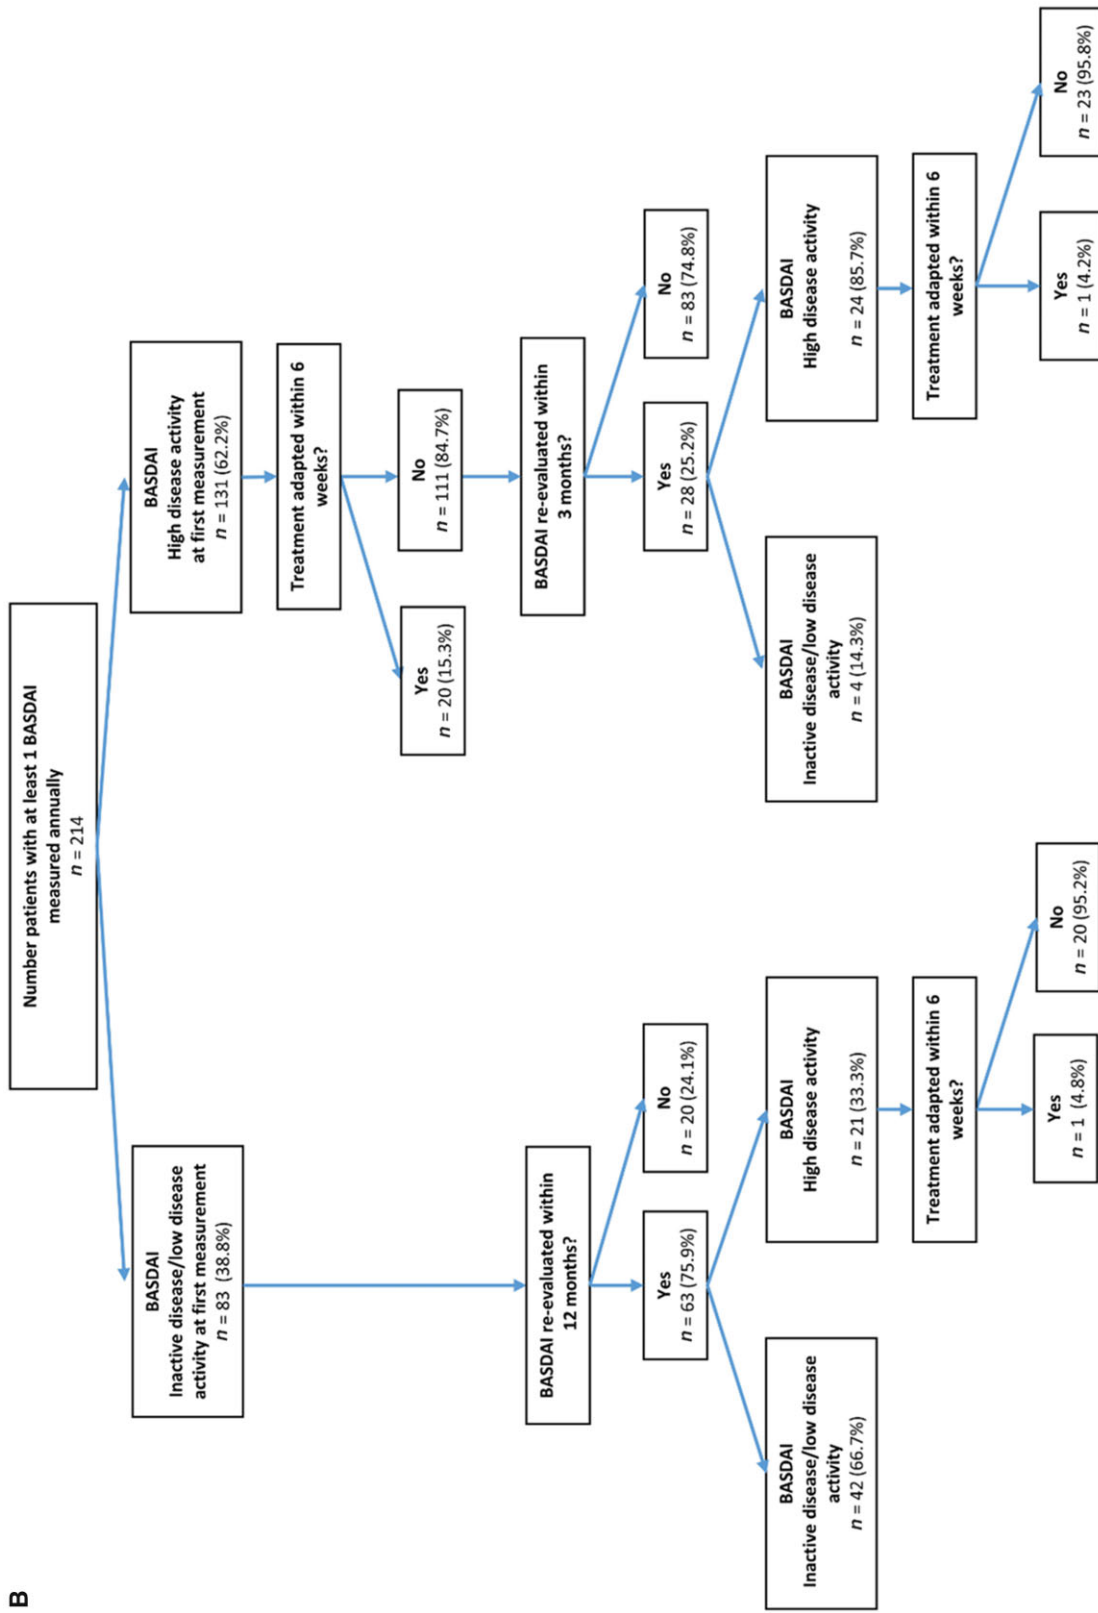 B
Number patients with at least 1 BASDAI
measured annually
n = 214
BASDAI
Inactive disease/low disease
activity at first measurement
n = 83 (38.8%)
BASDAI
High disease activity
at first measurement
n = 131 (62.2%)
Treatment adapted within 6
weeks?
Yes
n = 20 (15.3%)
No
n = 111 (84.7%)
BASDAI re-evaluated within
12 months?
BASDAI re-evaluated within
3 months?
Yes
n = 63 (75.9%)
No
n = 20 (24.1%)
Yes
n = 28 (25.2%)
No
n = 83 (74.8%)
BASDAI
Inactive disease/low disease
activity
n = 42 (66.7%)
BASDAI
High disease activity
n = 21 (33.3%)
BASDAI
Inactive disease/low disease
activity
n = 4 (14.3%)
BASDAI
High disease activity
n = 24 (85.7%)
Treatment adapted within 6
weeks?
Treatment adapted within 6
weeks?
Yes
n = 1 (4.8%)
No
n = 20 (95.2%)
Yes
n = 1 (4.2%)
No
n = 23 (95.8%)